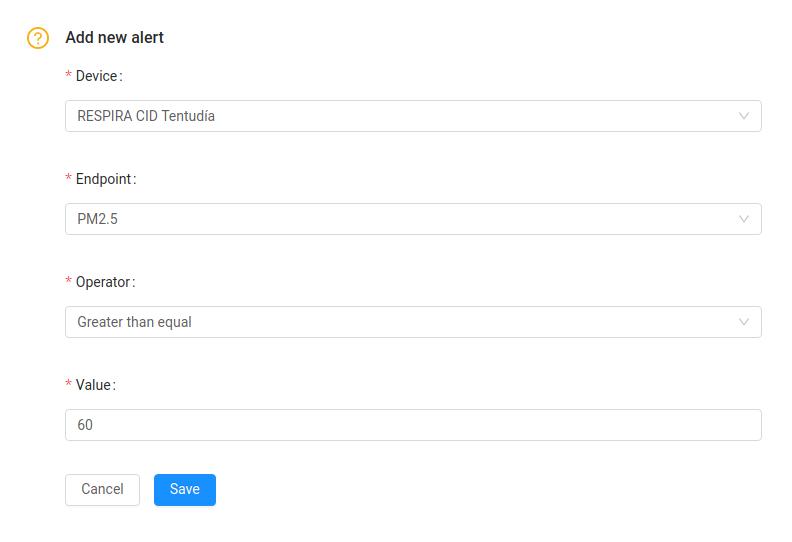 Add new alert
* Device:
RESPIRA CID Tentudía
* Endpoint:
PM2.5
* Operator:
Greater than equal
* Value:
60
Cancel Save